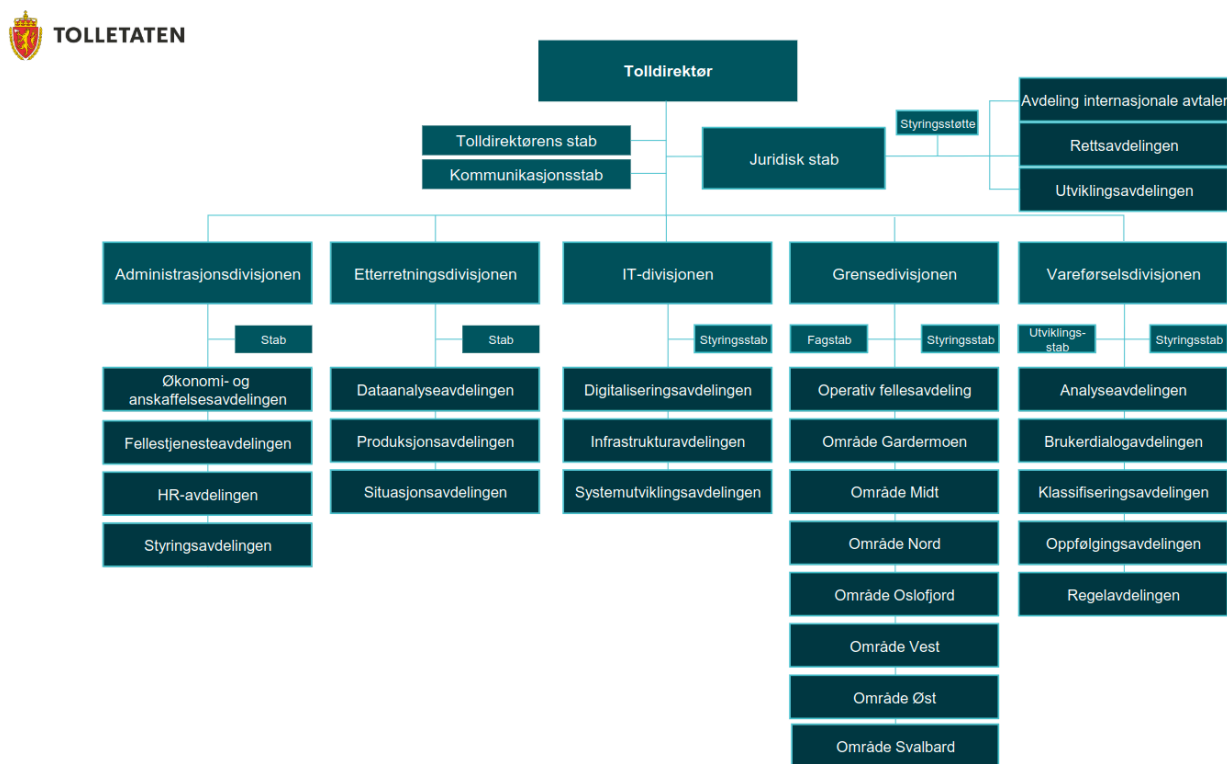 TOLLETATEN
Tolldirektør
Tolldirektørens stab
Kommunikasjonsstab
Juridisk stab
Styringsstøtte
Avdeling internasjonale avtaler
Rettsavdelingen
Utviklingsavdelingen
Administrasjonsdivisjonen
Stab
Økonomi- og
anskaffelsesavdelingen
Fellestjenesteavdelingen
HR-avdelingen
Styringsavdelingen
Etterretningsdivisjonen
Stab
Dataanalyseavdelingen
Produksjonsavdelingen
Situasjonsavdelingen
IT-divisjonen
Styringsstab
Digitaliseringsavdelingen
Infrastrukturavdelingen
Systemutviklingsavdelingen
Grensedivisjonen
Fagstab
Styringsstab
Operativ fellesavdeling
Område Gardermoen
Område Midt
Område Nord
Område Oslofjord
Område Vest
Område Øst
Område Svalbard
Vareførselsdivisjonen
Utviklings-
stab
Styringsstab
Analyseavdelingen
Brukerdialogavdelingen
Klassifiseringsavdelingen
Oppfølgingsavdelingen
Regelavdelingen